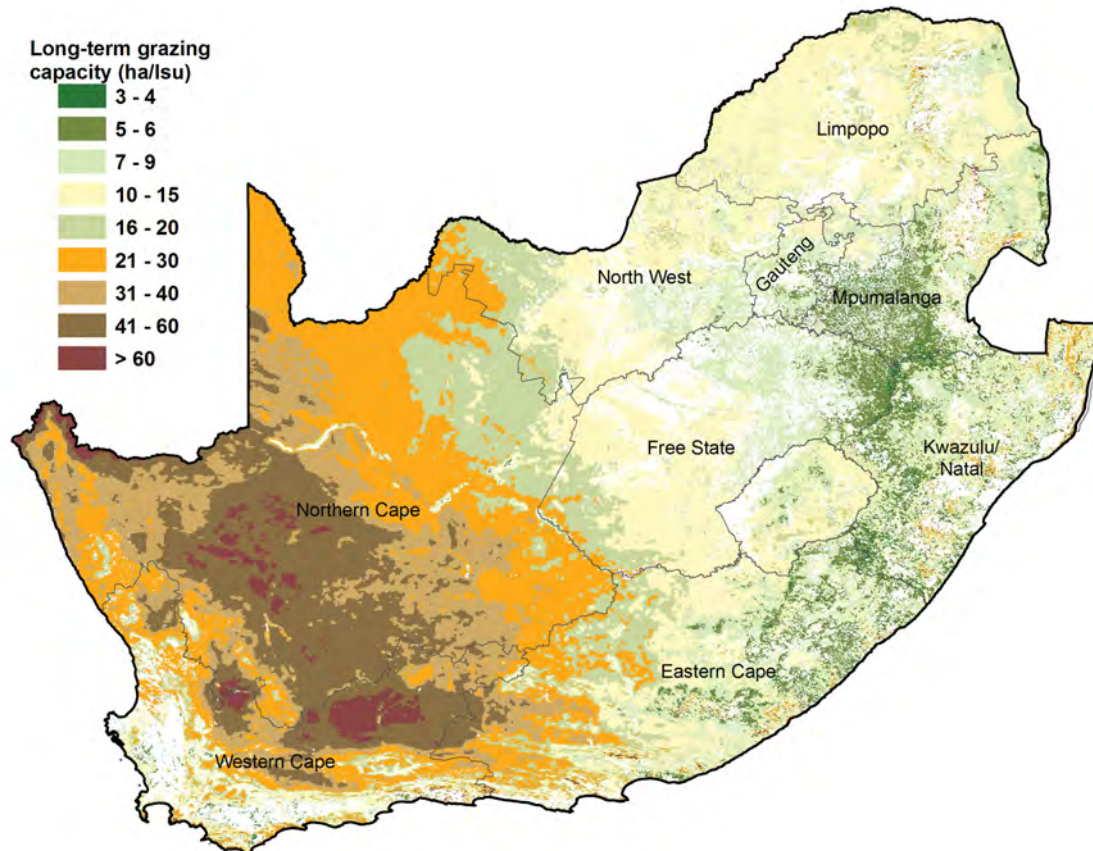 Long-term grazing
capacity (ha/lsu)
3 - 4
5 - 6
7 - 9
10 - 15
16 - 20
21 - 30
31 - 40
41 - 60
> 60
Limpopo
North West
Gauteng
Mpumalanga
Free State
Kwazulu/
Natal
Northern Cape
Eastern Cape
Western Cape